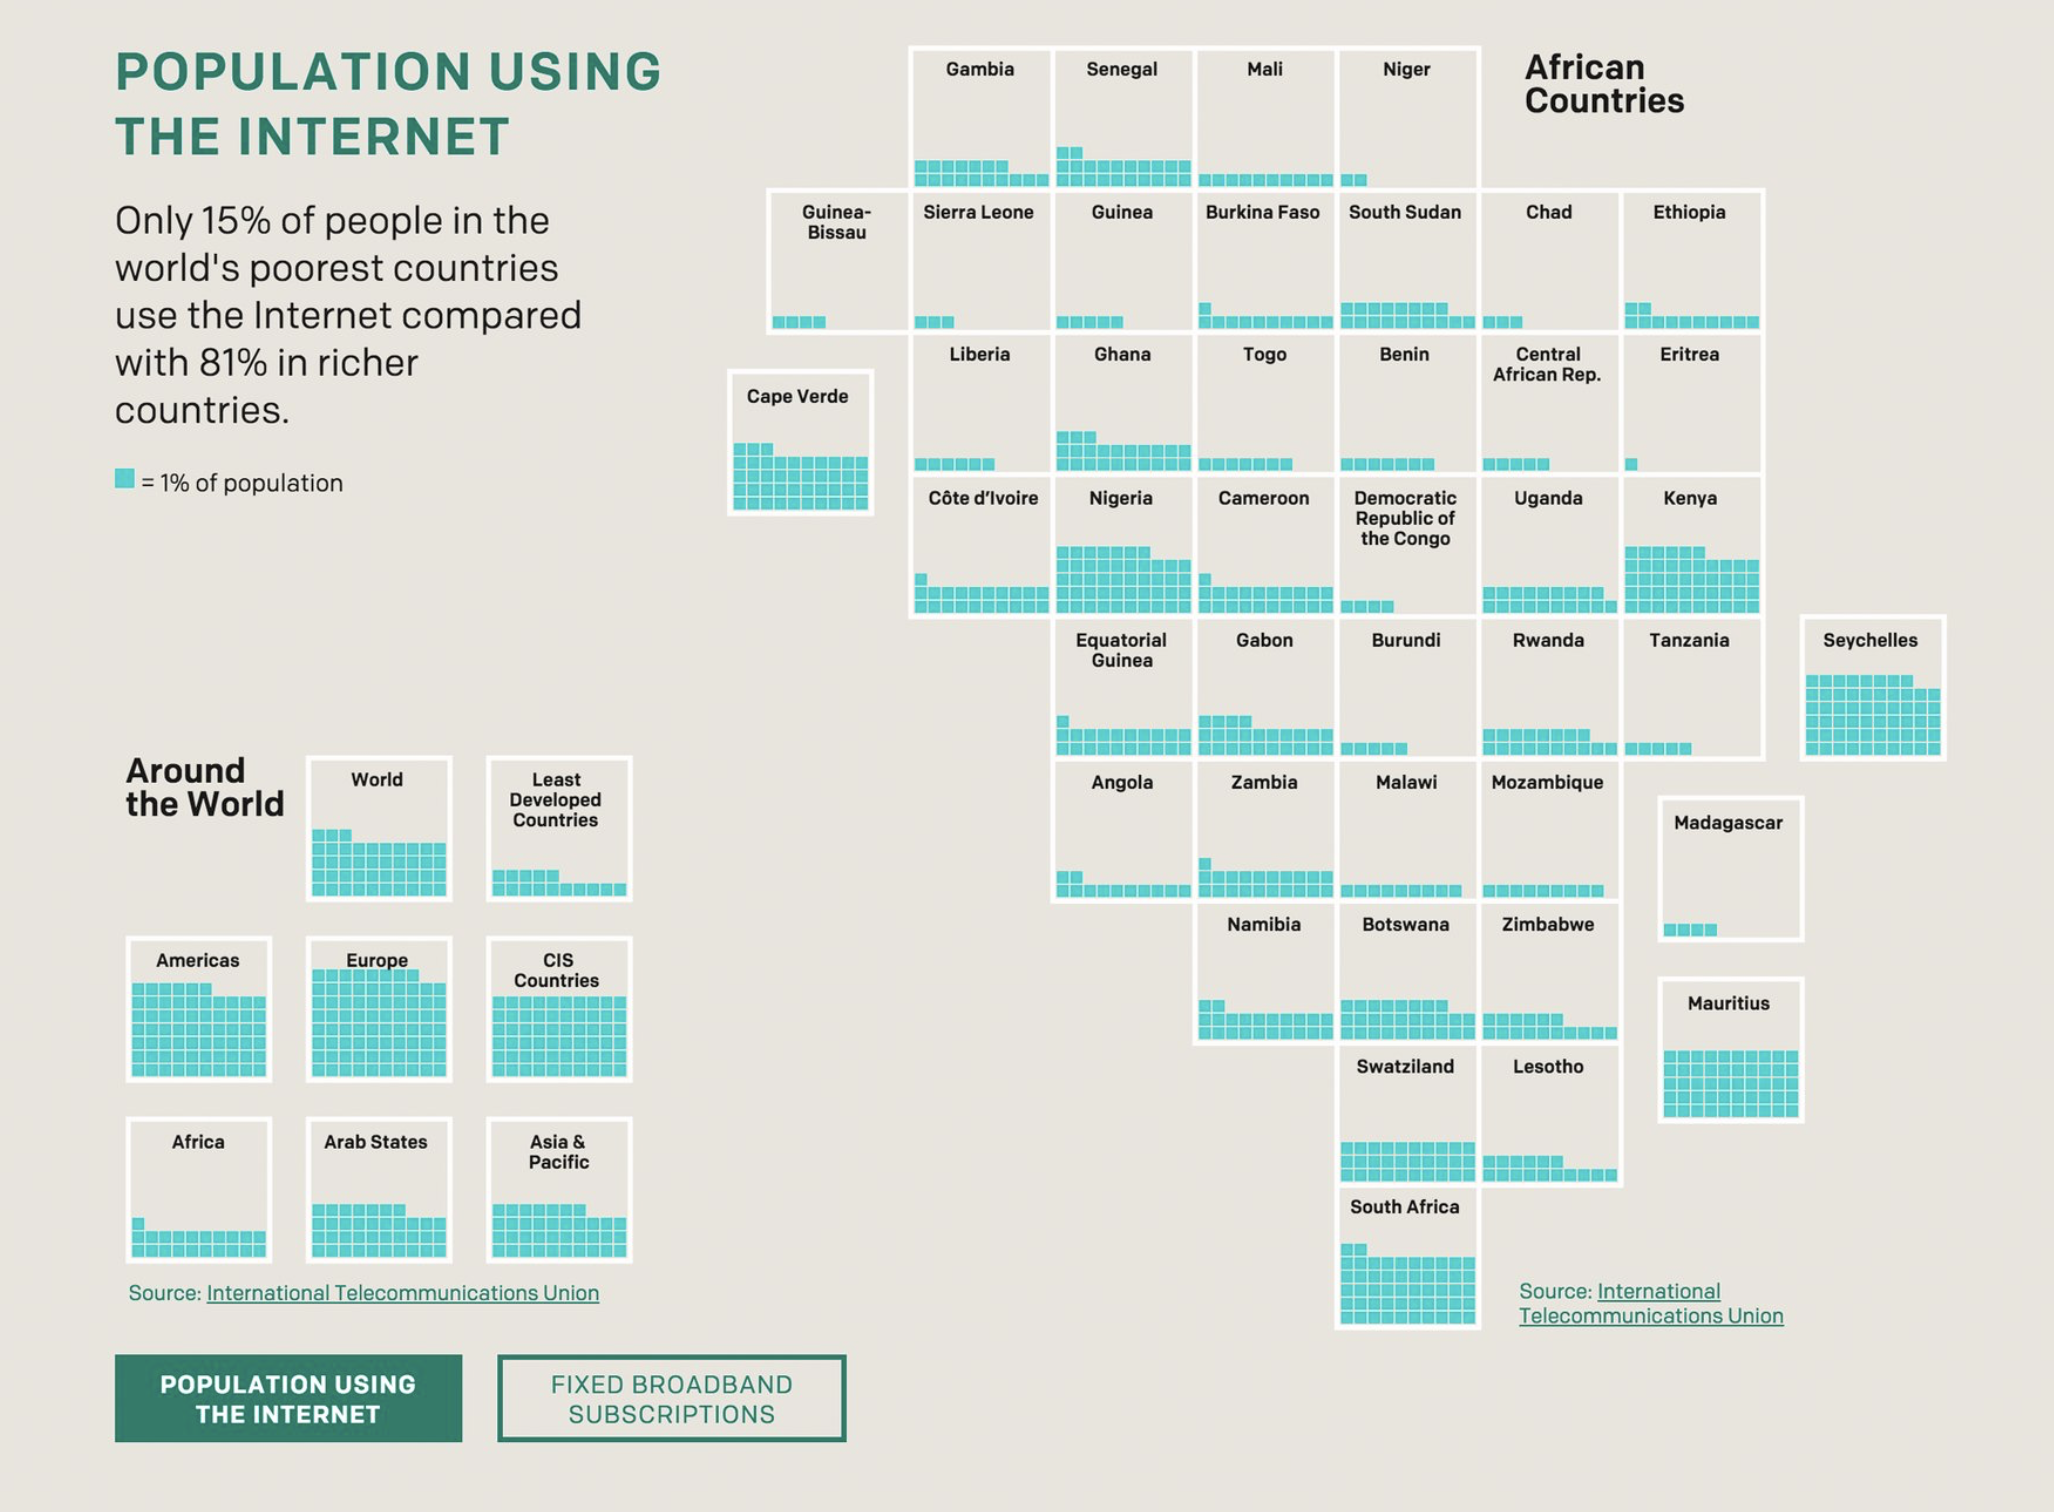 POPULATION USING
THE INTERNET
Only 15% of people in the
world's poorest countries
use the Internet compared
with 81% in richer
countries.
= 1% of population
African
Countries
Gambia
Senegal
Mali
Niger
Guinea-
Bissau
Sierra Leone
Guinea
Burkina Faso
South Sudan
Chad
Ethiopia
Cape Verde
Liberia
Ghana
Togo
Benin
Central
African Rep.
Eritrea
Côte d’Ivoire
Nigeria
Cameroon
Democratic
Republic of
the Congo
Uganda
Kenya
Equatorial
Guinea
Gabon
Burundi
Rwanda
Tanzania
Seychelles
Angola
Zambia
Malawi
Mozambique
Madagascar
Namibia
Botswana
Zimbabwe
Mauritius
Swatziland
Lesotho
South Africa
Source: International
Telecommunications Union
Around
the World
World
Least
Developed
Countries
Americas
Europe
CIS
Countries
Africa
Arab States
Asia &
Pacific
Source: International Telecommunications Union
POPULATION USING
THE INTERNET
FIXED BROADBAND
SUBSCRIPTIONS